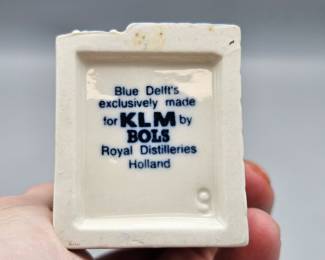 Blue Delft's
exclusively made
for KLM by
BOLS
Royal Distilleries
Holland
9